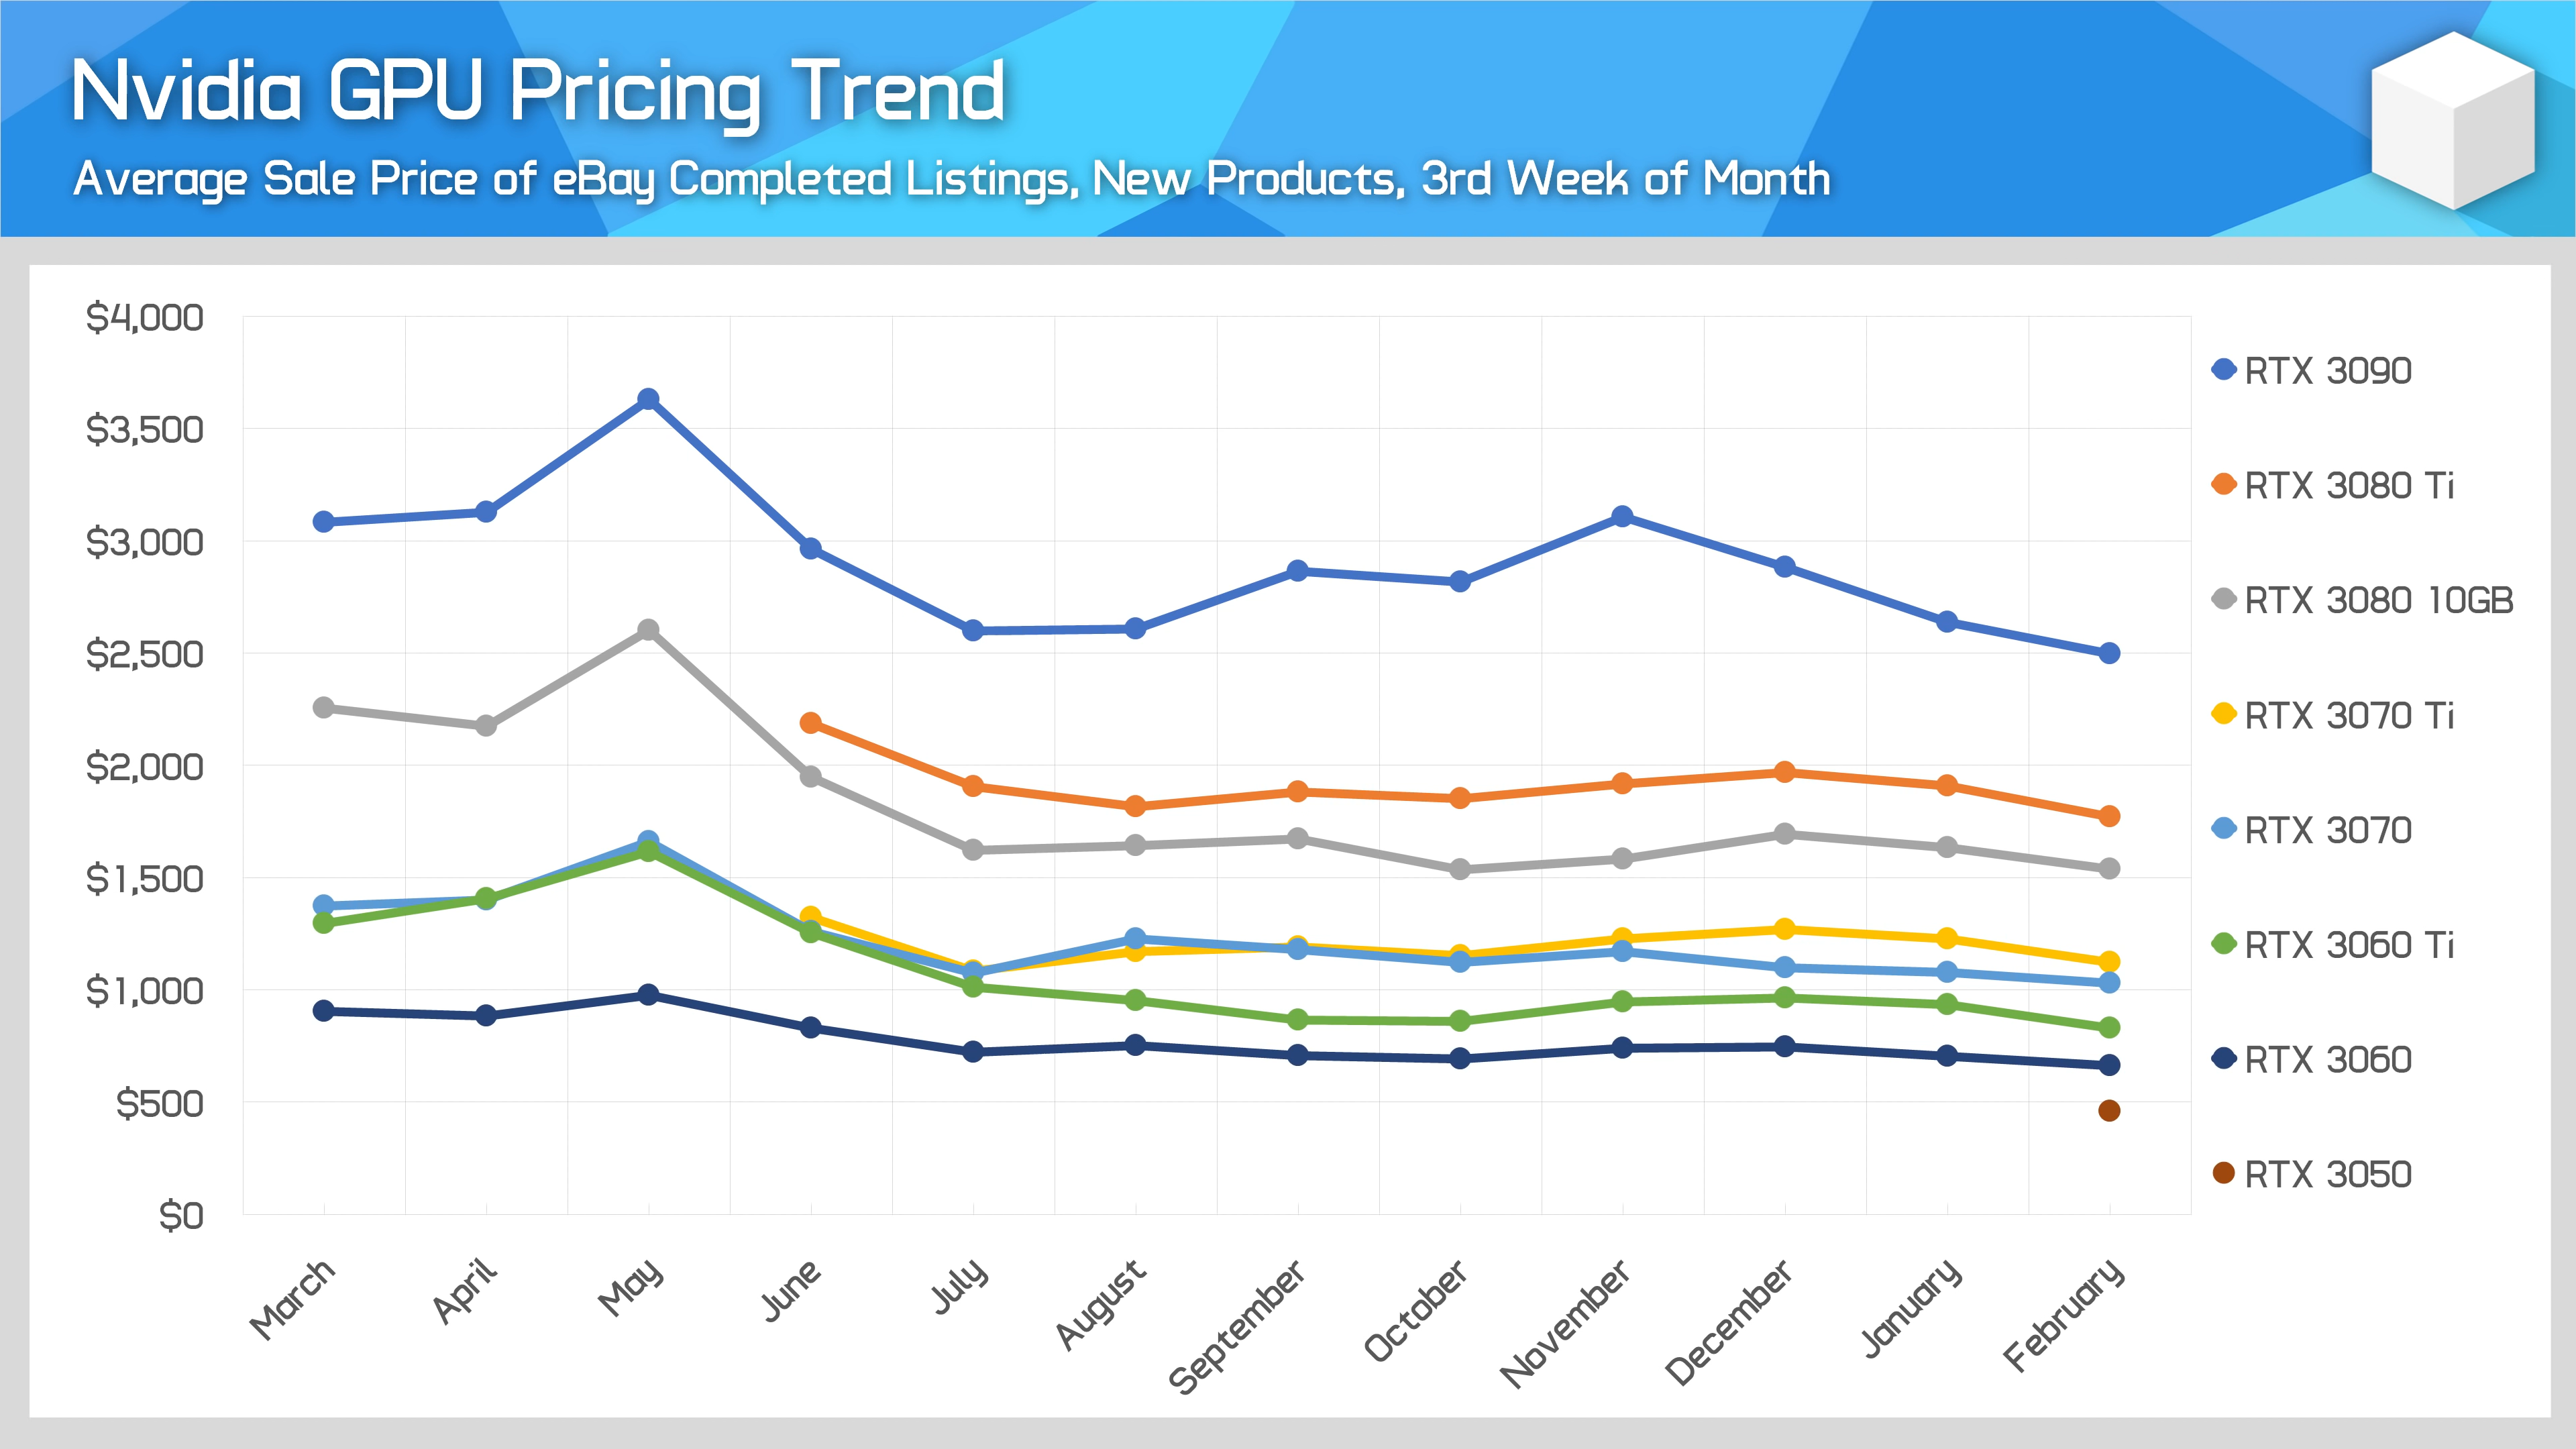 Nvidia GPU Pricing Trend
Average Sale Price of eBay Completed Listings, New Products, 3rd Week of Month
$4,000
$3,500
$3,000
$2,500
$2,000
$1,500
$1,000
$500
$0
March
April
May
June
July
August
September
October
November
December
January
February
RTX 3090
RTX 3080 Ti
RTX 3080 10GB
RTX 3070 Ti
RTX 3070
RTX 3060 Ti
RTX 3060
RTX 3050